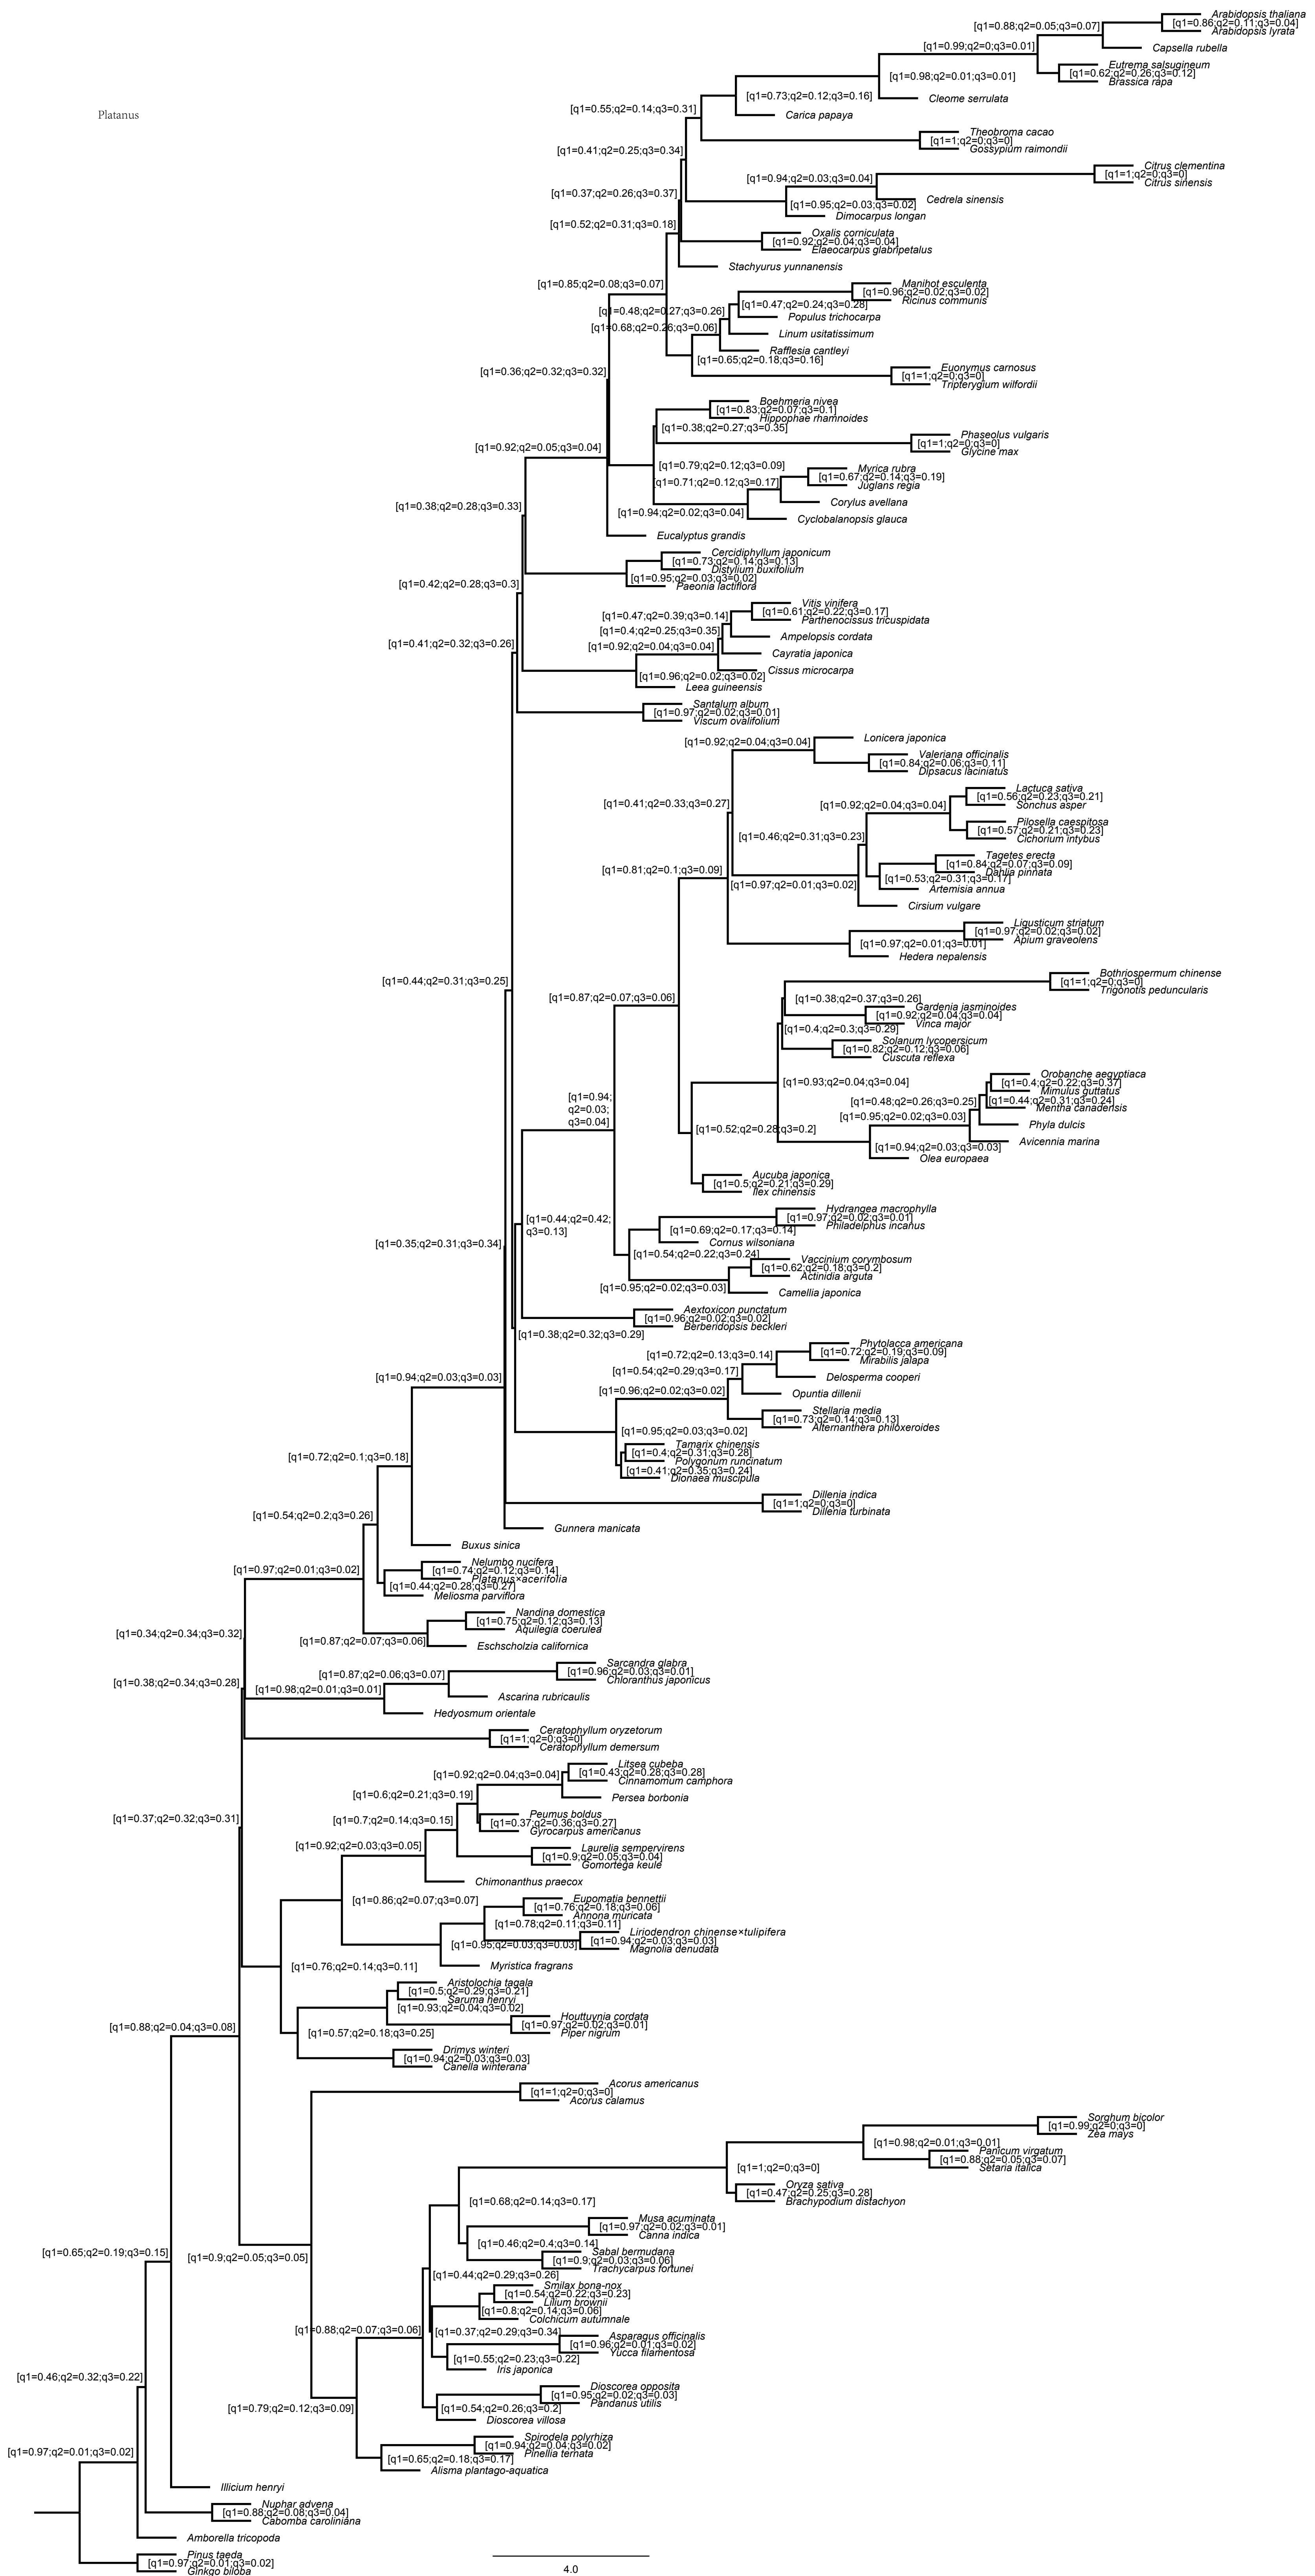 Arabidopsis thaliana
[q1=0.88;q2=0.05;q3=0.07]
[q1=0.86;q2=0.11;q3=0.04]
Arabidopsis lyrata
[q1=0.99;q2=0;q3=0.01]
Capsella rubella
Eutrema salsugineum
[q1=0.62;q2=0.26;q3=0.12]
[q1=0.98;q2=0.01;q3=0.01]
Brassica rapa
[q1=0.73;q2=0.12;q3=0.16]
Cleome serrulata
[q1=0.55;q2=0.14;q3=0.31]
Platanus
Carica papaya
Theobroma cacao
[q1=1;q2=0;q3=0]
Gossypium raimondii
[q1=0.41;q2=0.25;q3=0.34]
Citrus clementina
[q1=1;q2=0;q3=0]
[q1=0.94;q2=0.03;q3=0.04]
Citrus sinensis
[q1=0.37;q2=0.26;q3=0.37]
Cedrela sinensis
[q1=0.95;q2=0.03;q3=0.02]
Dimocarpus longan
[q1=0.52;q2=0.31;q3=0.18]
Oxalis corniculata
[q1=0.92;q2=0.04;q3=0.04]
Elaeocarpus glabripetalus
Stachyurus yunnanensis
[q1=0.85;q2=0.08;q3=0.07]
Manihot esculenta
[q1=0.96;q2=0.02;q3=0.02]
Ricinus communis
[q1=0.47;q2=0.24;q3=0.28]
[q1=0.48;q2=0.27;q3=0.26]
Populus trichocarpa
[q1=0.68;q2=0.26;q3=0.06]
Linum usitatissimum
Rafflesia cantleyi
[q1=0.65;q2=0.18;q3=0.16]
Euonymus carnosus
[q1=0.36;q2=0.32;q3=0.32]
[q1=1;q2=0;q3=0]
Tripterygium wilfordii
Boehmeria nivea
[q1=0.83;q2=0.07;q3=0.1]
Hippophae rhamnoides
[q1=0.38;q2=0.27;q3=0.35]
Phaseolus vulgaris
[q1=1;q2=0;q3=0]
[q1=0.92;q2=0.05;q3=0.04]
Glycine max
[q1=0.79;q2=0.12;q3=0.09]
Myrica rubra
[q1=0.67;q2=0.14;q3=0.19]
[q1=0.71;q2=0.12;q3=0.17]
Juglans regia
Corylus avellana
[q1=0.38;q2=0.28;q3=0.33]
[q1=0.94;q2=0.02;q3=0.04]
Cyclobalanopsis glauca
Eucalyptus grandis
Cercidiphyllum japonicum
[q1=0.73;q2=0.14;q3=0.13]
Distylium buxifolium
[q1=0.95;q2=0.03;q3=0.02]
[q1=0.42;q2=0.28;q3=0.3]
Paeonia lactiflora
Vitis vinifera
[q1=0.61;q2=0.22;q3=0.17]
[q1=0.47;q2=0.39;q3=0.14]
Parthenocissus tricuspidata
[q1=0.4;q2=0.25;q3=0.35]
Ampelopsis cordata
[q1=0.41;q2=0.32;q3=0.26]
[q1=0.92;q2=0.04;q3=0.04]
Cayratia japonica
Cissus microcarpa
[q1=0.96;q2=0.02;q3=0.02]
Leea guineensis
Santalum album
[q1=0.97;q2=0.02;q3=0.01]
Viscum ovalifolium
Lonicera japonica
[q1=0.92;q2=0.04;q3=0.04]
Valeriana officinalis
[q1=0.84;q2=0.06;q3=0.11]
Dipsacus laciniatus
Lactuca sativa
[q1=0.56;q2=0.23;q3=0.21]
[q1=0.41;q2=0.33;q3=0.27]
[q1=0.92;q2=0.04;q3=0.04]
Sonchus asper
Pilosella caespitosa
[q1=0.57;q2=0.21;q3=0.23]
[q1=0.46;q2=0.31;q3=0.23]
Cichorium intybus
Tagetes erecta
[q1=0.84;q2=0.07;q3=0.09]
[q1=0.81;q2=0.1;q3=0.09]
Dahlia pinnata
[q1=0.53;q2=0.31;q3=0.17]
[q1=0.97;q2=0.01;q3=0.02]
Artemisia annua
Cirsium vulgare
Ligusticum striatum
[q1=0.97;q2=0.02;q3=0.02]
Apium graveolens
[q1=0.97;q2=0.01;q3=0.01]
Hedera nepalensis
Bothriospermum chinense
[q1=0.44;q2=0.31;q3=0.25]
[q1=1;q2=0;q3=0]
Trigonotis peduncularis
[q1=0.87;q2=0.07;q3=0.06]
[q1=0.38;q2=0.37;q3=0.26]
Gardenia jasminoides
[q1=0.92;q2=0.04;q3=0.04]
Vinca major
[q1=0.4;q2=0.3;q3=0.29]
Solanum lycopersicum
[q1=0.82;q2=0.12;q3=0.06]
Cuscuta reflexa
Orobanche aegyptiaca
[q1=0.93;q2=0.04;q3=0.04]
[q1=0.4;q2=0.22;q3=0.37]
Mimulus guttatus
[q1=0.94;
q2=0.03;
q3=0.04]
[q1=0.48;q2=0.26;q3=0.25]
[q1=0.44;q2=0.31;q3=0.24]
Mentha canadensis
[q1=0.95;q2=0.02;q3=0.03]
Phyla dulcis
[q1=0.52;q2=0.28;q3=0.2]
Avicennia marina
[q1=0.94;q2=0.03;q3=0.03]
Olea europaea
Aucuba japonica
[q1=0.5;q2=0.21;q3=0.29]
Ilex chinensis
Hydrangea macrophylla
[q1=0.97;q2=0.02;q3=0.01]
[q1=0.44;q2=0.42;
q3=0.13]
Philadelphus incanus
[q1=0.69;q2=0.17;q3=0.14]
[q1=0.35;q2=0.31;q3=0.34]
Cornus wilsoniana
[q1=0.54;q2=0.22;q3=0.24]
Vaccinium corymbosum
[q1=0.62;q2=0.18;q3=0.2]
Actinidia arguta
[q1=0.95;q2=0.02;q3=0.03]
Camellia japonica
Aextoxicon punctatum
[q1=0.96;q2=0.02;q3=0.02]
Berberidopsis beckleri
[q1=0.38;q2=0.32;q3=0.29]
Phytolacca americana
[q1=0.72;q2=0.19;q3=0.09]
[q1=0.72;q2=0.13;q3=0.14]
Mirabilis jalapa
[q1=0.54;q2=0.29;q3=0.17]
[q1=0.94;q2=0.03;q3=0.03]
Delosperma cooperi
[q1=0.96;q2=0.02;q3=0.02]
Opuntia dillenii
Stellaria media
[q1=0.73;q2=0.14;q3=0.13]
Alternanthera philoxeroides
[q1=0.95;q2=0.03;q3=0.02]
Tamarix chinensis
[q1=0.4;q2=0.31;q3=0.28]
[q1=0.72;q2=0.1;q3=0.18]
Polygonum runcinatum
[q1=0.41;q2=0.35;q3=0.24]
Dionaea muscipula
Dillenia indica
[q1=1;q2=0;q3=0]
[q1=0.54;q2=0.2;q3=0.26]
Dillenia turbinata
Gunnera manicata
Buxus sinica
Nelumbo nucifera
[q1=0.97;q2=0.01;q3=0.02]
[q1=0.74;q2=0.12;q3=0.14]
Platanus×acerifolia
[q1=0.44;q2=0.28;q3=0.27]
Meliosma parviflora
Nandina domestica
[q1=0.75;q2=0.12;q3=0.13]
[q1=0.34;q2=0.34;q3=0.32]
Aquilegia coerulea
[q1=0.87;q2=0.07;q3=0.06]
Eschscholzia californica
Sarcandra glabra
[q1=0.87;q2=0.06;q3=0.07]
[q1=0.96;q2=0.03;q3=0.01]
[q1=0.38;q2=0.34;q3=0.28]
Chloranthus japonicus
[q1=0.98;q2=0.01;q3=0.01]
Ascarina rubricaulis
Hedyosmum orientale
Ceratophyllum oryzetorum
[q1=1;q2=0;q3=0]
Ceratophyllum demersum
Litsea cubeba
[q1=0.92;q2=0.04;q3=0.04]
[q1=0.43;q2=0.28;q3=0.28]
Cinnamomum camphora
[q1=0.6;q2=0.21;q3=0.19]
Persea borbonia
[q1=0.37;q2=0.32;q3=0.31]
[q1=0.7;q2=0.14;q3=0.15]
Peumus boldus
[q1=0.37;q2=0.36;q3=0.27]
Gyrocarpus americanus
[q1=0.92;q2=0.03;q3=0.05]
Laurelia sempervirens
[q1=0.9;q2=0.05;q3=0.04]
Gomortega keule
Chimonanthus praecox
[q1=0.86;q2=0.07;q3=0.07]
Eupomatia bennettii
[q1=0.76;q2=0.18;q3=0.06]
Annona muricata
[q1=0.78;q2=0.11;q3=0.11]
Liriodendron chinense×tulipifera
[q1=0.94;q2=0.03;q3=0.03]
[q1=0.95;q2=0.03;q3=0.03]
Magnolia denudata
[q1=0.76;q2=0.14;q3=0.11]
Myristica fragrans
Aristolochia tagala
[q1=0.5;q2=0.29;q3=0.21]
Saruma henryi
[q1=0.93;q2=0.04;q3=0.02]
[q1=0.88;q2=0.04;q3=0.08]
Houttuynia cordata
[q1=0.97;q2=0.02;q3=0.01]
[q1=0.57;q2=0.18;q3=0.25]
Piper nigrum
Drimys winteri
[q1=0.94;q2=0.03;q3=0.03]
Canella winterana
Acorus americanus
[q1=1;q2=0;q3=0]
Acorus calamus
Sorghum bicolor
[q1=0.99;q2=0;q3=0]
Zea mays
[q1=0.98;q2=0.01;q3=0.01]
Panicum virgatum
[q1=0.88;q2=0.05;q3=0.07]
[q1=1;q2=0;q3=0]
Setaria italica
Oryza sativa
[q1=0.47;q2=0.25;q3=0.28]
[q1=0.68;q2=0.14;q3=0.17]
Brachypodium distachyon
Musa acuminata
[q1=0.97;q2=0.02;q3=0.01]
Canna indica
[q1=0.46;q2=0.4;q3=0.14]
[q1=0.65;q2=0.19;q3=0.15]
[q1=0.9;q2=0.05;q3=0.05]
Sabal bermudana
[q1=0.9;q2=0.03;q3=0.06]
Trachycarpus fortunei
[q1=0.44;q2=0.29;q3=0.26]
Smilax bona-nox
[q1=0.54;q2=0.22;q3=0.23]
Lilium brownii
[q1=0.8;q2=0.14;q3=0.06]
Colchicum autumnale
[q1=0.88;q2=0.07;q3=0.06]
[q1=0.37;q2=0.29;q3=0.34]
Asparagus officinalis
[q1=0.96;q2=0.01;q3=0.02]
Yucca filamentosa
[q1=0.55;q2=0.23;q3=0.22]
Iris japonica
[q1=0.46;q2=0.32;q3=0.22]
Dioscorea opposita
[q1=0.95;q2=0.02;q3=0.03]
Pandanus utilis
[q1=0.79;q2=0.12;q3=0.09]
[q1=0.54;q2=0.26;q3=0.2]
Dioscorea villosa
Spirodela polyrhiza
[q1=0.94;q2=0.04;q3=0.02]
[q1=0.97;q2=0.01;q3=0.02]
Pinellia ternata
[q1=0.65;q2=0.18;q3=0.17]
Alisma plantago-aquatica
Illicium henryi
Nuphar advena
[q1=0.88;q2=0.08;q3=0.04]
Cabomba caroliniana
Amborella tricopoda
Pinus taeda
[q1=0.97;q2=0.01;q3=0.02]
Ginkgo biloba
4.0